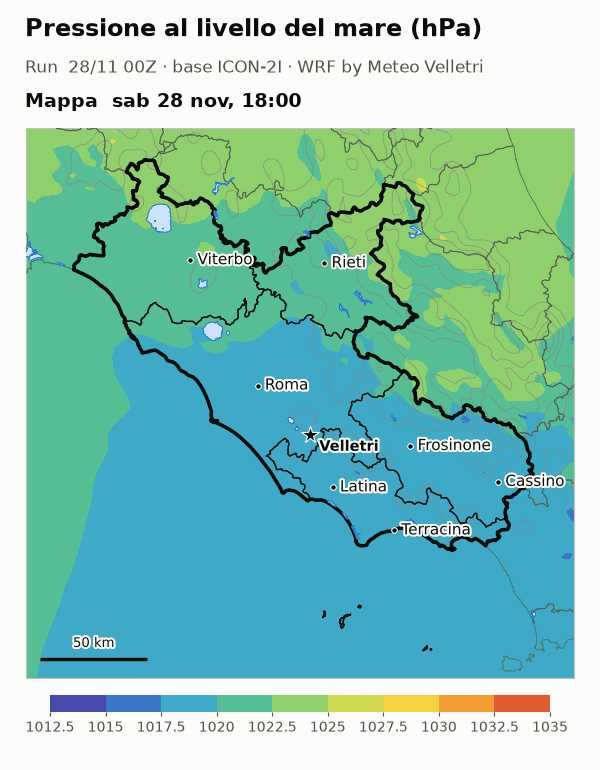 Pressione al livello del mare (hPa)
Run 28/11 00Z · base ICON-2I · WRF by Meteo Velletri
Mappa sab 28 nov, 18:00
Viterbo
Rieti
Roma
Velletri
Frosinone
Cassino
Latina
Terracina
50 km
1012.5 1015 1017.5 1020 1022.5 1025 1027.5 1030 1032.5 1035